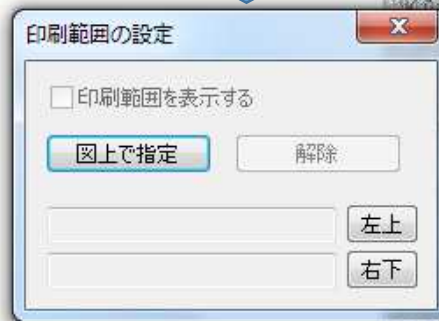 印刷範囲の設定
印刷範囲を表示する
図上で指定 解除
左上
右下